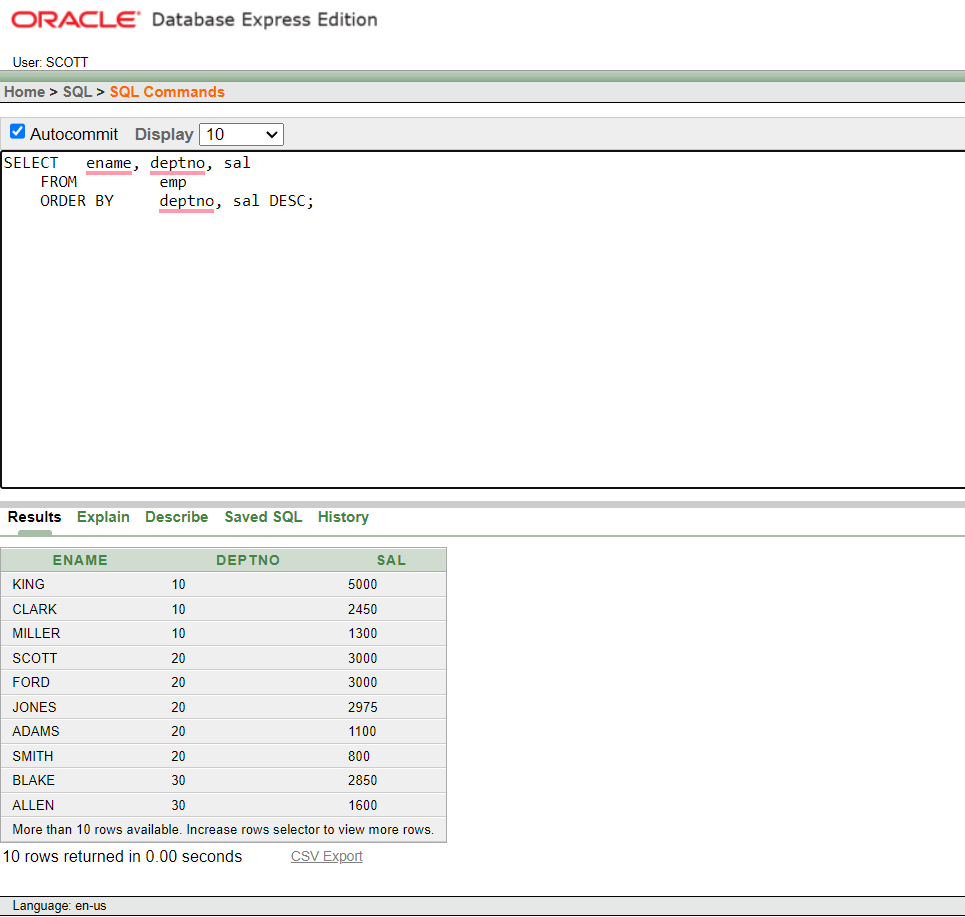 ORACLE Database Express Edition
User: SCOTT
Home > SQL > SQL Commands
Autocommit Display 10
SELECT ename, deptno, sal
FROM emp
ORDER BY deptno, sal DESC;
Results Explain Describe Saved SQL History
ENAME DEPTNO SAL
KING 10 5000
CLARK 10 2450
MILLER 10 1300
SCOTT 20 3000
FORD 20 3000
JONES 20 2975
ADAMS 20 1100
SMITH 20 800
BLAKE 30 2850
ALLEN 30 1600
More than 10 rows available. Increase rows selector to view more rows.
10 rows returned in 0.00 seconds CSV Export
Language: en-us